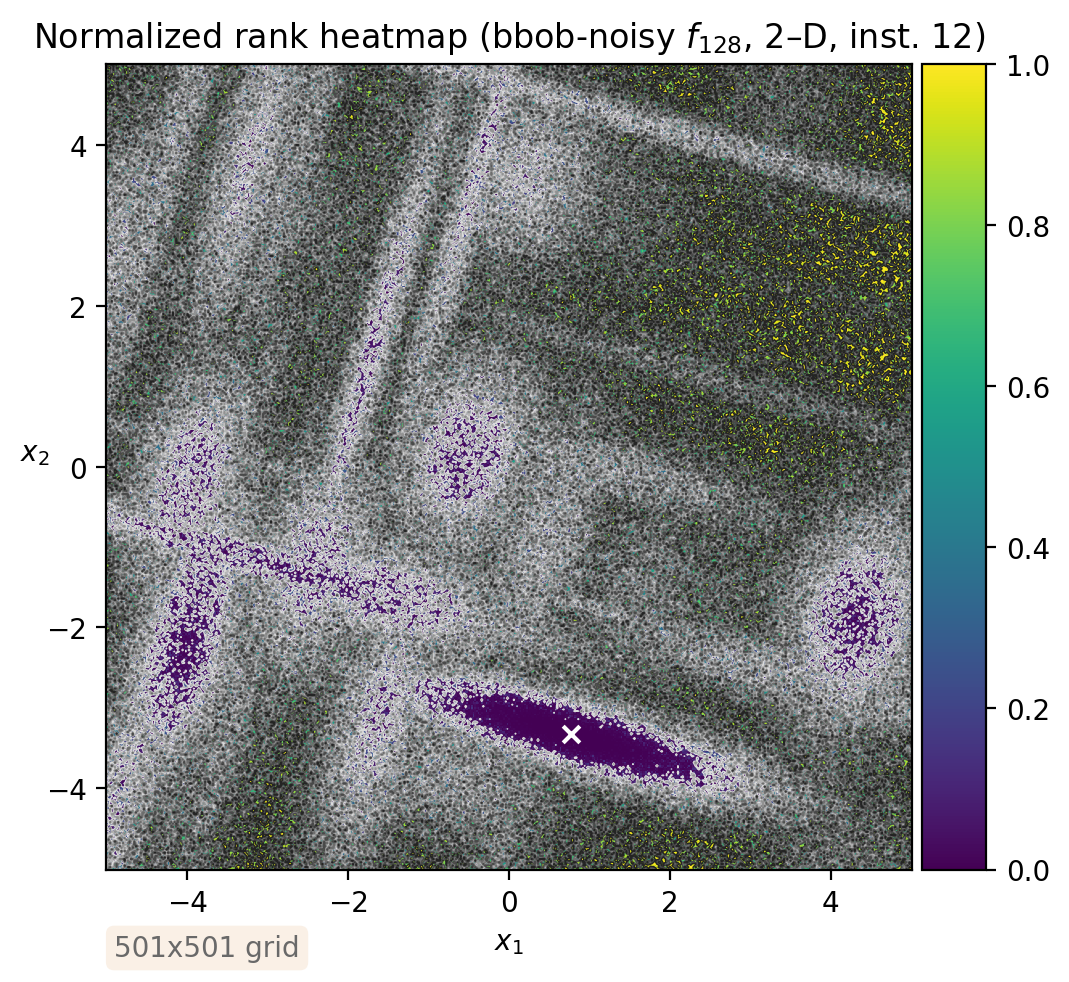 Normalized rank heatmap (bbob-noisy f₁₂₈, 2–D, inst. 12)
1.0
4
0.8
2
0.6
x₂
0
0.4
−2
0.2
−4
0.0
−4 −2 0 2 4
x₁
501x501 grid